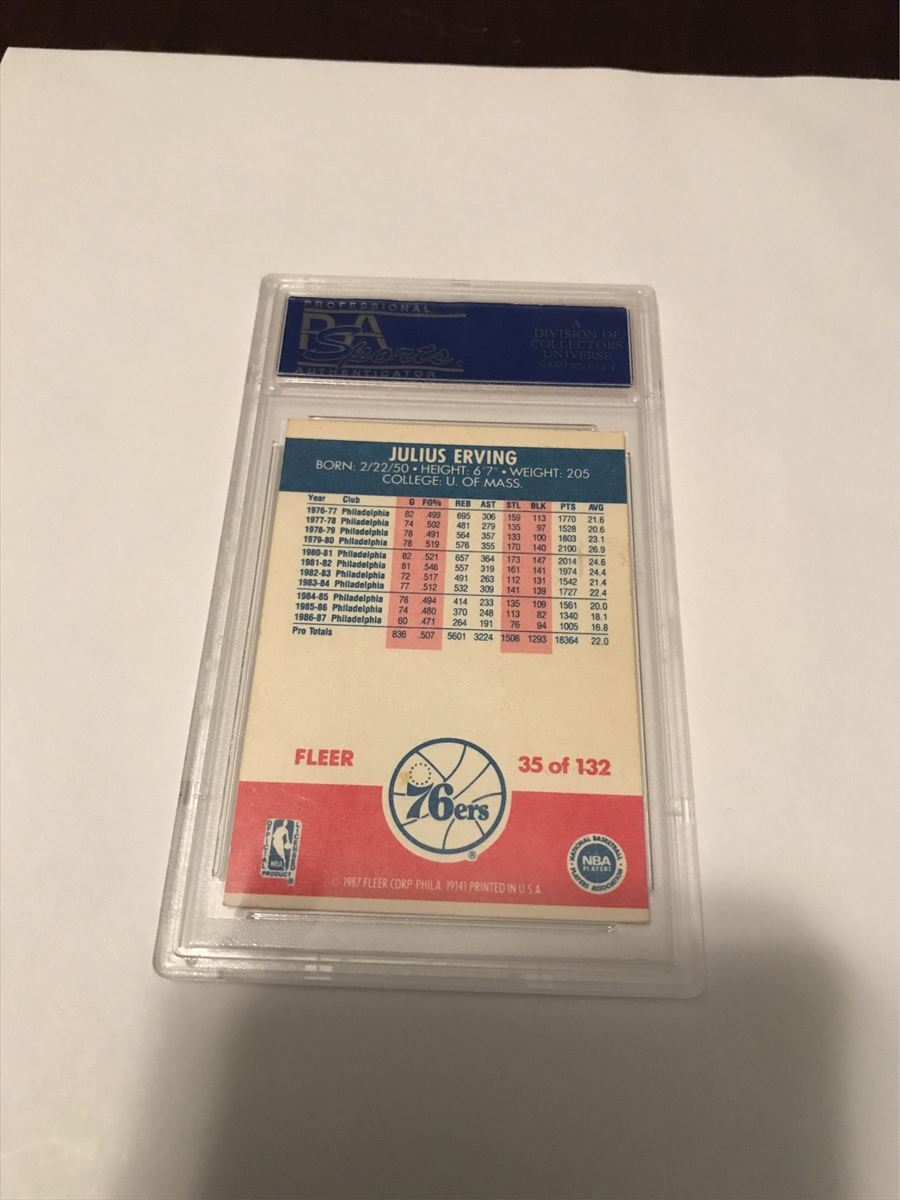 PROFESSIONAL
PSA
Sports
AUTHENTICATOR
A
DIVISION OF
COLLECTORS
UNIVERSE
JULIUS ERVING
BORN: 2/22/50 • HEIGHT: 6'7" • WEIGHT: 205
COLLEGE: U. OF MASS.
Year Club G FG% REB AST STL BLK PTS AVG
1976-77 Philadelphia 82 .499 695 306 159 113 1770 21.6
1977-78 Philadelphia 74 .502 481 279 135 97 1528 20.6
1978-79 Philadelphia 78 .491 564 357 133 100 1803 23.1
1979-80 Philadelphia 78 .519 576 355 170 140 2100 26.9
1980-81 Philadelphia 82 .521 657 364 173 147 2014 24.6
1981-82 Philadelphia 81 .546 557 319 161 141 1974 24.4
1982-83 Philadelphia 72 .517 491 263 112 131 1542 21.4
1983-84 Philadelphia 77 .512 532 309 141 139 1727 22.4
1984-85 Philadelphia 78 .494 414 233 135 109 1561 20.0
1985-86 Philadelphia 74 .480 370 248 113 82 1340 18.1
1986-87 Philadelphia 60 .471 264 191 76 94 1005 16.8
Pro Totals 836 .507 5601 3224 1508 1293 18364 22.0
FLEER
35 of 132
76ers
®
OFFICIAL LICENSED
NBA
PRODUCT
®
© 1987 FLEER CORP. PHILA. 19141 PRINTED IN U.S.A.
NATIONAL BASKETBALL
NBA
PLAYERS
PLAYERS ASSOCIATION